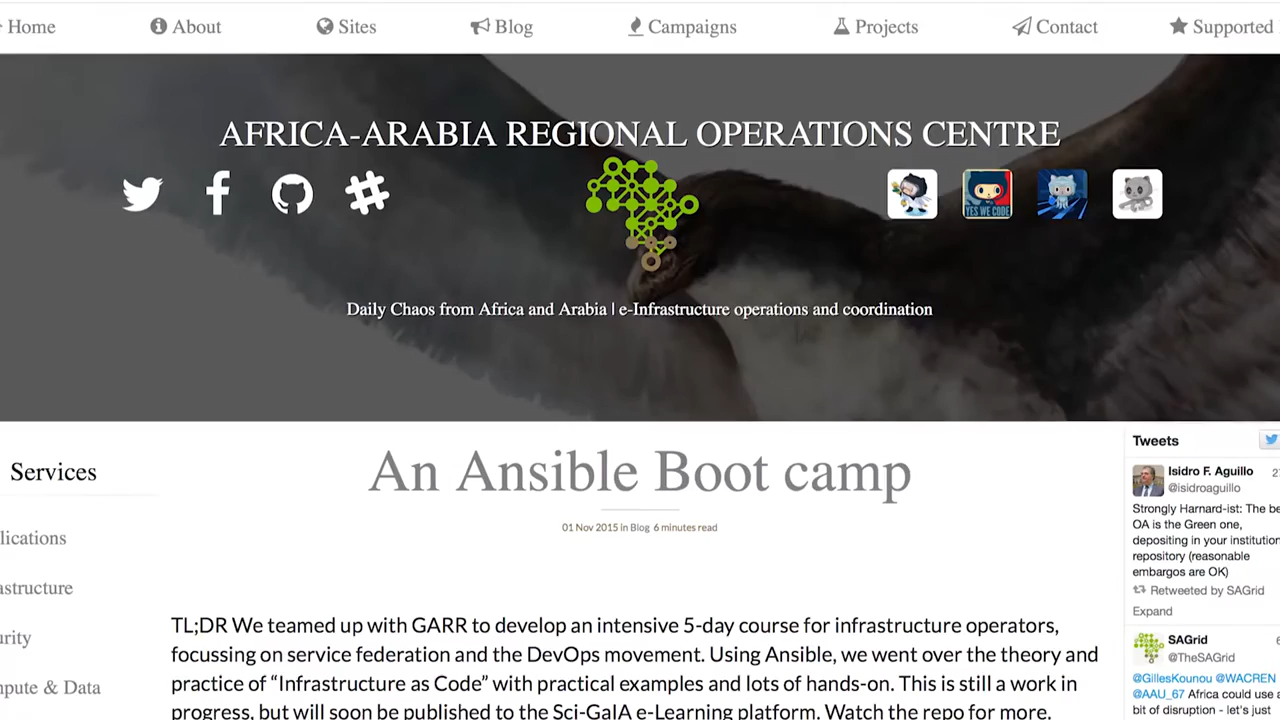 Home About Sites Blog Campaigns Projects Contact Supported
AFRICA-ARABIA REGIONAL OPERATIONS CENTRE
YES WE CODE
Daily Chaos from Africa and Arabia | e-Infrastructure operations and coordination
Services
lications
astructure
urity
pute & Data
An Ansible Boot camp
01 Nov 2015 in Blog 6 minutes read
TL;DR We teamed up with GARR to develop an intensive 5-day course for infrastructure operators,
focussing on service federation and the DevOps movement. Using Ansible, we went over the theory and
practice of “Infrastructure as Code” with practical examples and lots of hands-on. This is still a work in
progress, but will soon be published to the Sci-GaIA e-Learning platform. Watch the repo for more.
Tweets
Isidro F. Aguillo
@isidroaguillo
Strongly Harnard-ist: The be
OA is the Green one,
depositing in your institution
repository (reasonable
embargos are OK)
Retweeted by SAGrid
Expand
SAGrid
@TheSAGrid
@GillesKounou @WACREN
@AAU_67 Africa could use a
bit of disruption - let's just